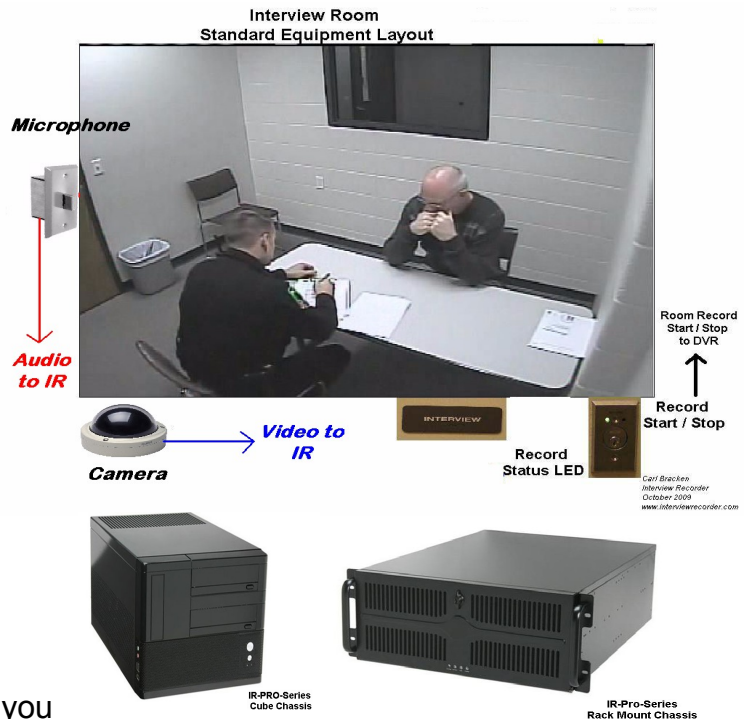 Interview Room
Standard Equipment Layout
Microphone
Audio
to IR
Camera
Video to
IR
INTERVIEW
Record
Status LED
Room Record
Start / Stop
to DVR
Record
Start / Stop
Carl Bracken
Interview Recorder
October 2009
www.interviewrecorder.com
IR-PRO-Series
Cube Chassis
IR-Pro-Series
Rack Mount Chassis
you